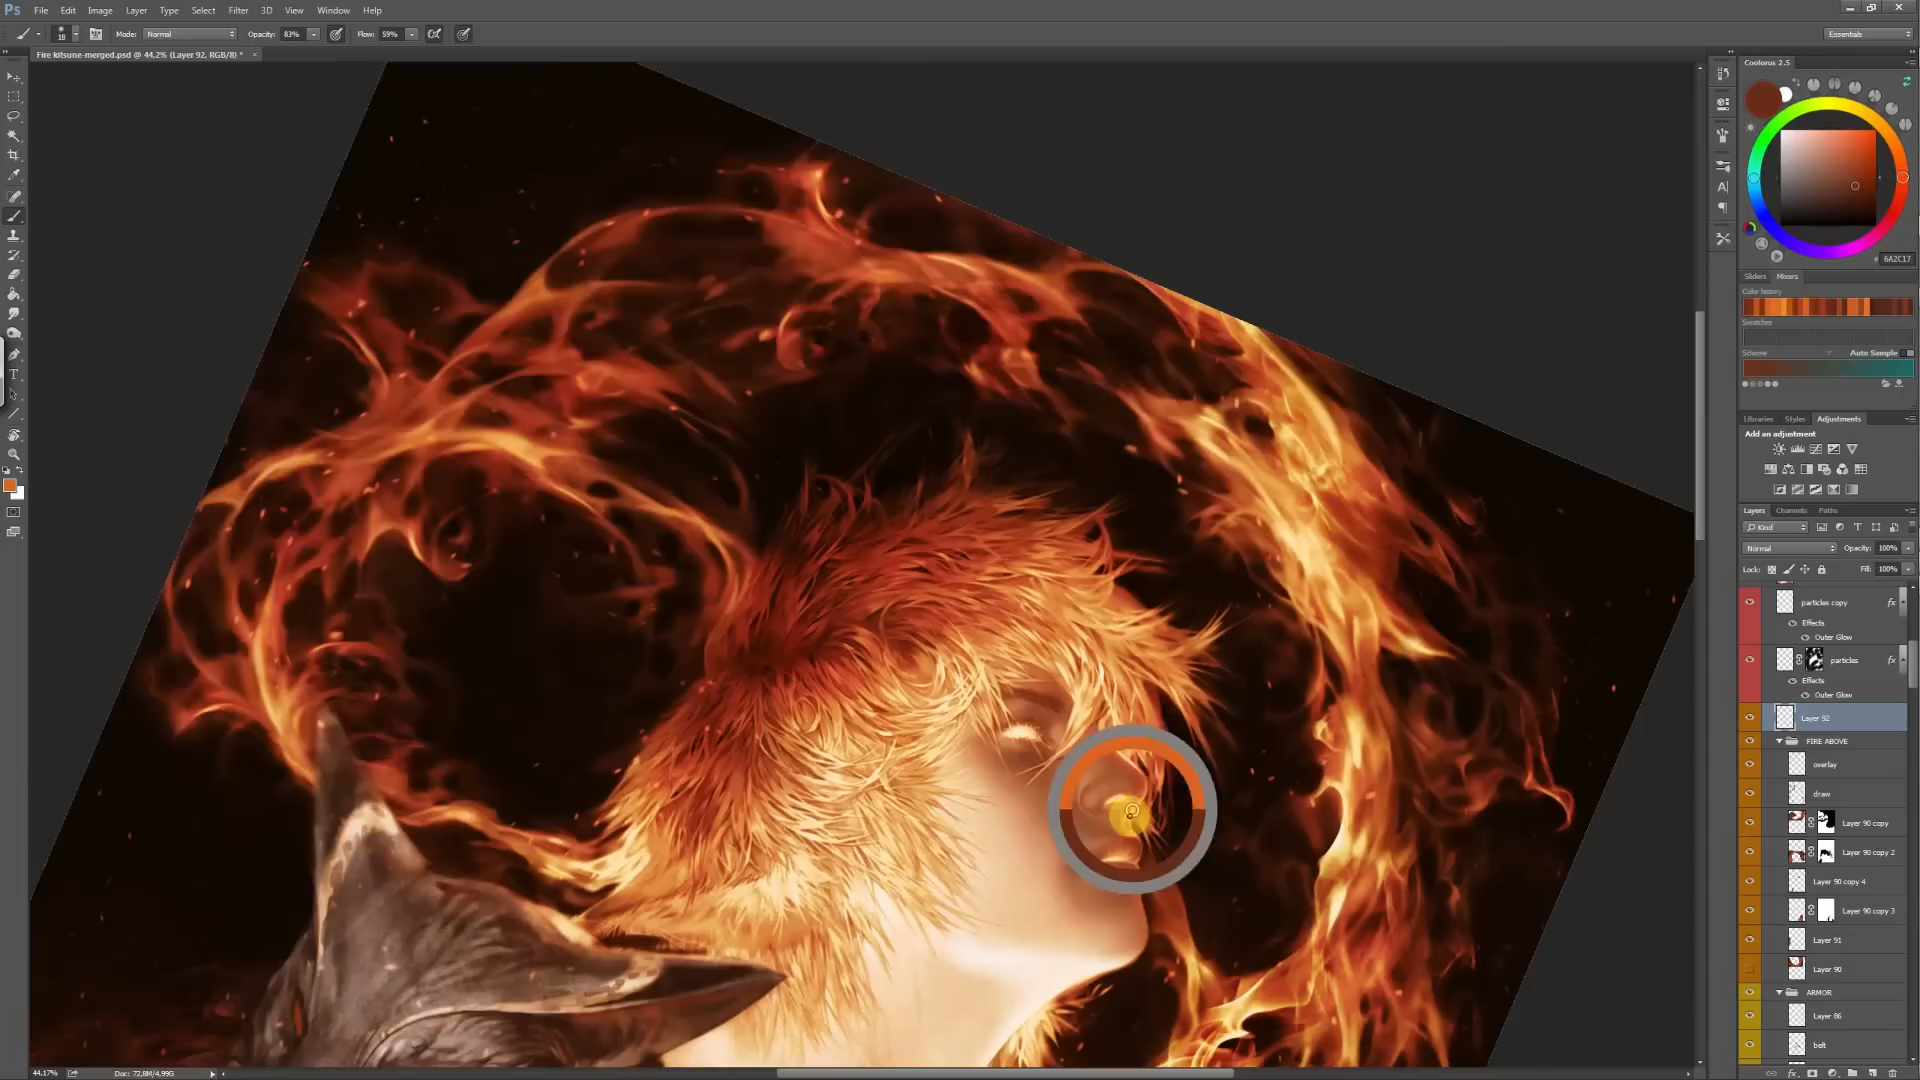 Ps File Edit Image Layer Type Select Filter 3D View Window Help
18 Mode: Normal Opacity: 83% Flow: 59% Essentials
Fire kitsune-merged.psd @ 44,2% (Layer 92, RGB/8) *
Coolorus 2.5
# 6A2C17
Sliders Mixers
Color history
Swatches
Scheme Auto Sample
Libraries Styles Adjustments
Add an adjustment
Layers Channels Paths
Kind
Normal Opacity: 100%
Lock: Fill: 100%
particles copy fx
Effects
Outer Glow
particles fx
Effects
Outer Glow
Layer 92
FIRE ABOVE
overlay
draw
Layer 90 copy
Layer 90 copy 2
Layer 90 copy 4
Layer 90 copy 3
Layer 91
Layer 90
ARMOR
Layer 86
belt
44.17% Doc: 72,8M/4,99G